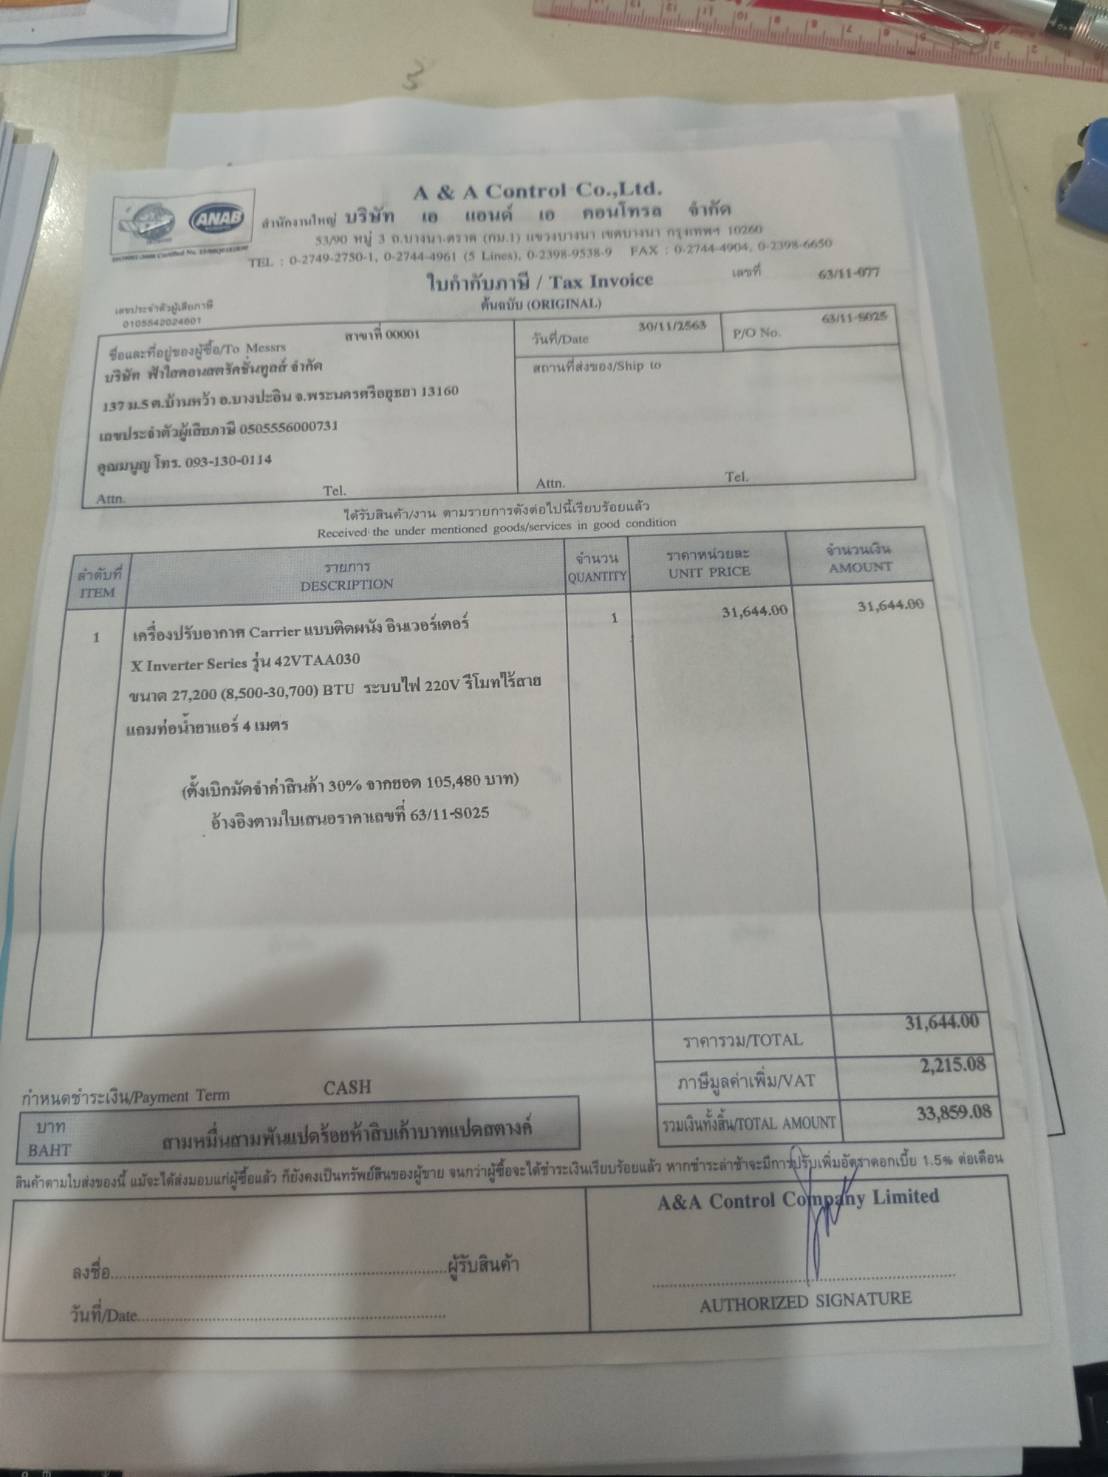 A & A Control Co.,Ltd.
ANAB
สำนักงานใหญ่ บริษัท เอ แอนด์ เอ คอนโทรล จำกัด
53/90 หมู่ 3 ถ.บางนา-ตราด (กม.1) แขวงบางนา เขตบางนา กรุงเทพฯ 10260
TEL : 0-2749-2750-1, 0-2744-4961 (5 Lines), 0-2398-9538-9 FAX : 0-2744-4904, 0-2398-6650
ใบกำกับภาษี / Tax Invoice
เลขที่ 63/11-077
ต้นฉบับ (ORIGINAL)
เลขประจำตัวผู้เสียภาษี
0105542024601
สาขาที่ 00001
ชื่อและที่อยู่ของผู้ซื้อ/To Messrs
บริษัท ฟ้าใสคอนสตรัคชั่นทูลส์ จำกัด
137 ม.5 ต.บ้านหว้า อ.บางปะอิน จ.พระนครศรีอยุธยา 13160
เลขประจำตัวผู้เสียภาษี 0505556000731
คุณมนูญ โทร. 093-130-0114
Attn. Tel.
วันที่/Date 30/11/2563
P/O No. 63/11-S025
สถานที่ส่งของ/Ship to
Attn. Tel.
ได้รับสินค้า/งาน ตามรายการดังต่อไปนี้เรียบร้อยแล้ว
Received the under mentioned goods/services in good condition
ลำดับที่ รายการ จำนวน ราคาหน่วยละ จำนวนเงิน
ITEM DESCRIPTION QUANTITY UNIT PRICE AMOUNT
1 เครื่องปรับอากาศ Carrier แบบติดผนัง อินเวอร์เตอร์ 1 31,644.00 31,644.00
X Inverter Series รุ่น 42VTAA030
ขนาด 27,200 (8,500-30,700) BTU ระบบไฟ 220V รีโมทไร้สาย
แถมท่อน้ำยาแอร์ 4 เมตร
(ตั้งเบิกมัดจำค่าสินค้า 30% จากยอด 105,480 บาท)
อ้างอิงตามใบเสนอราคาเลขที่ 63/11-S025
ราคารวม/TOTAL 31,644.00
ภาษีมูลค่าเพิ่ม/VAT 2,215.08
รวมเงินทั้งสิ้น/TOTAL AMOUNT 33,859.08
กำหนดชำระเงิน/Payment Term CASH
บาท
BAHT
สามหมื่นสามพันแปดร้อยห้าสิบเก้าบาทแปดสตางค์
สินค้าตามใบส่งของนี้ แม้จะได้ส่งมอบแก่ผู้ซื้อแล้ว ก็ยังคงเป็นทรัพย์สินของผู้ขาย จนกว่าผู้ซื้อจะได้ชำระเงินเรียบร้อยแล้ว หากชำระล่าช้าจะมีการปรับเพิ่มอัตราดอกเบี้ย 1.5% ต่อเดือน
A&A Control Company Limited
ลงชื่อ............................................................ผู้รับสินค้า
วันที่/Date............................................................
AUTHORIZED SIGNATURE